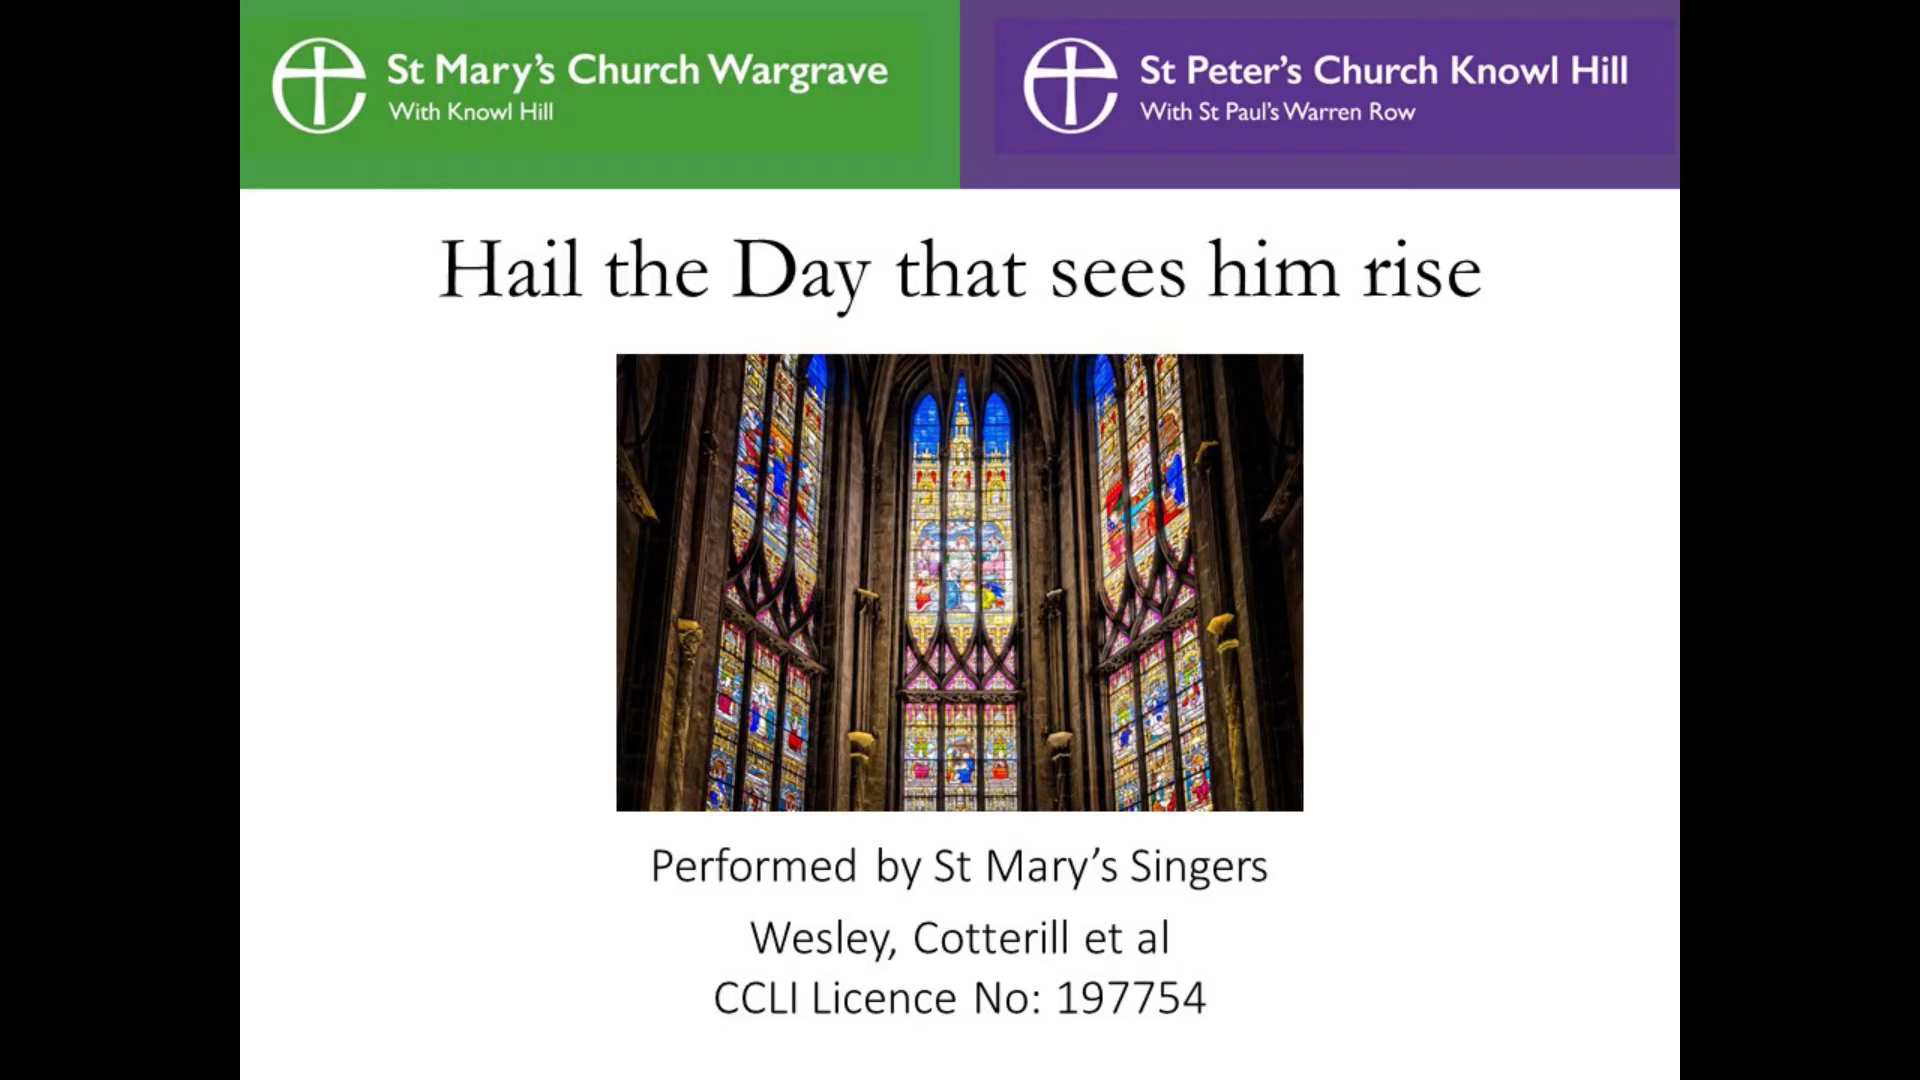 St Mary's Church Wargrave
With Knowl Hill
St Peter's Church Knowl Hill
With St Paul's Warren Row
Hail the Day that sees him rise
Performed by St Mary's Singers
Wesley, Cotterill et al
CCLI Licence No: 197754